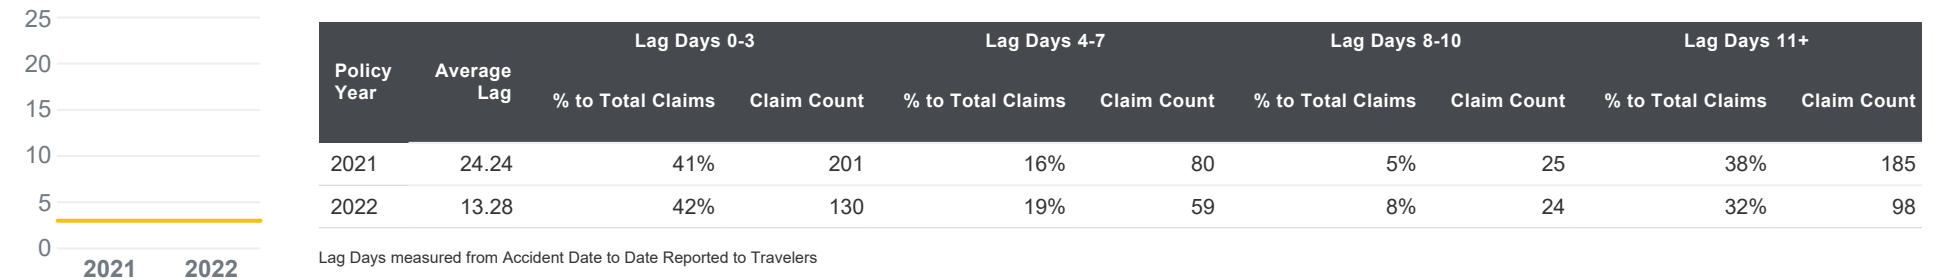 25
20
15
10
5
0
2021 2022
Lag Days 0-3 Lag Days 4-7 Lag Days 8-10 Lag Days 11+
Policy Year Average Lag % to Total Claims Claim Count % to Total Claims Claim Count % to Total Claims Claim Count % to Total Claims Claim Count
2021 24.24 41% 201 16% 80 5% 25 38% 185
2022 13.28 42% 130 19% 59 8% 24 32% 98
Lag Days measured from Accident Date to Date Reported to Travelers